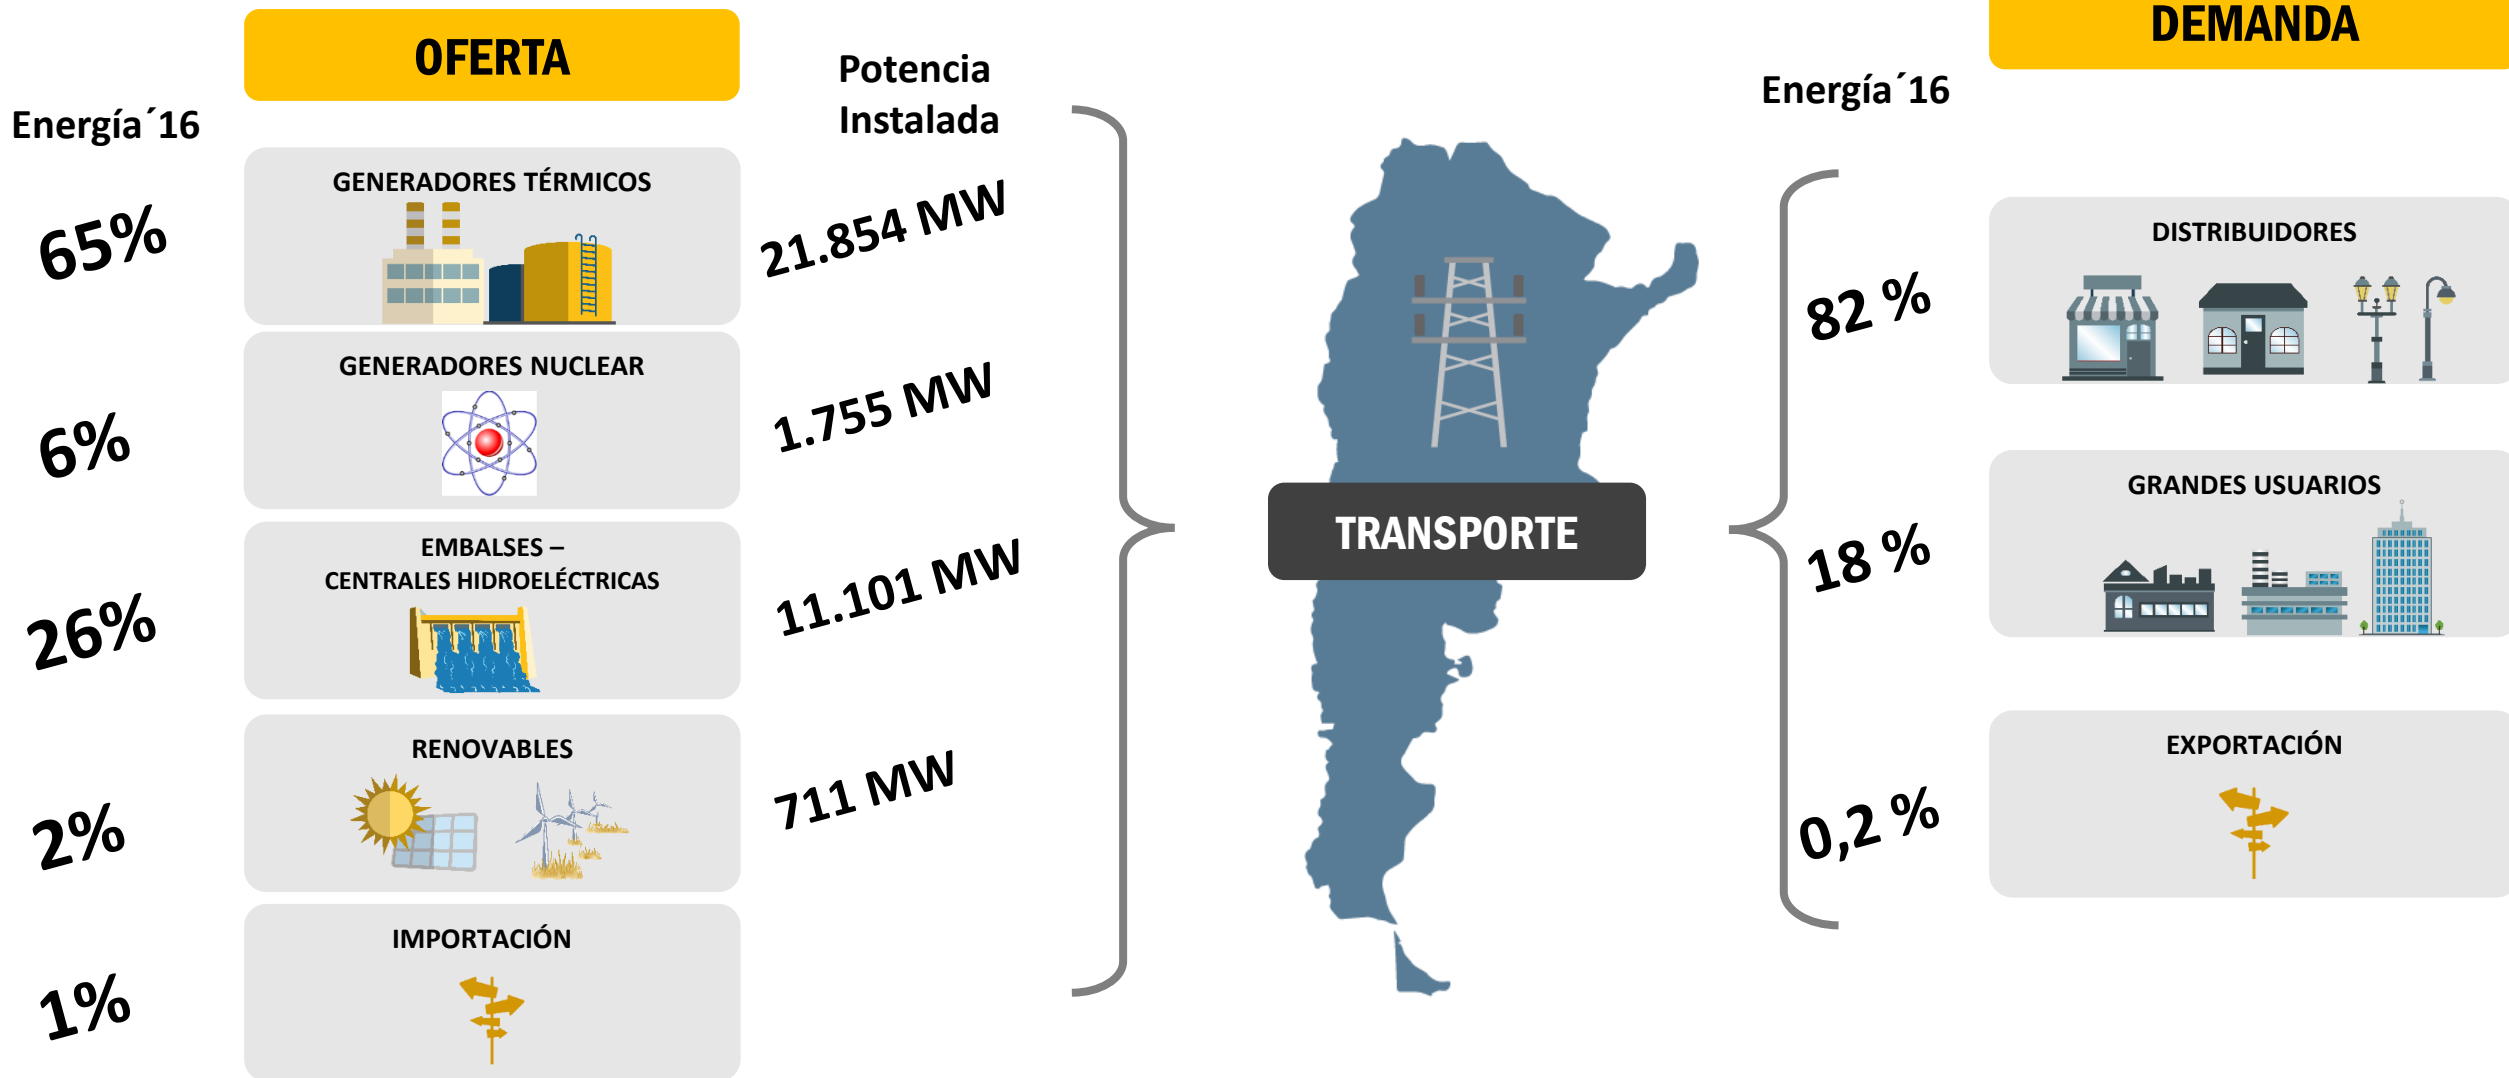 OFERTA
Potencia
Instalada
Energía´16
65%
GENERADORES TÉRMICOS
21.854 MW
6%
GENERADORES NUCLEAR
1.755 MW
26%
EMBALSES –
CENTRALES HIDROELÉCTRICAS
11.101 MW
2%
RENOVABLES
711 MW
1%
IMPORTACIÓN
TRANSPORTE
DEMANDA
Energía´16
82 %
DISTRIBUIDORES
18 %
GRANDES USUARIOS
0,2 %
EXPORTACIÓN